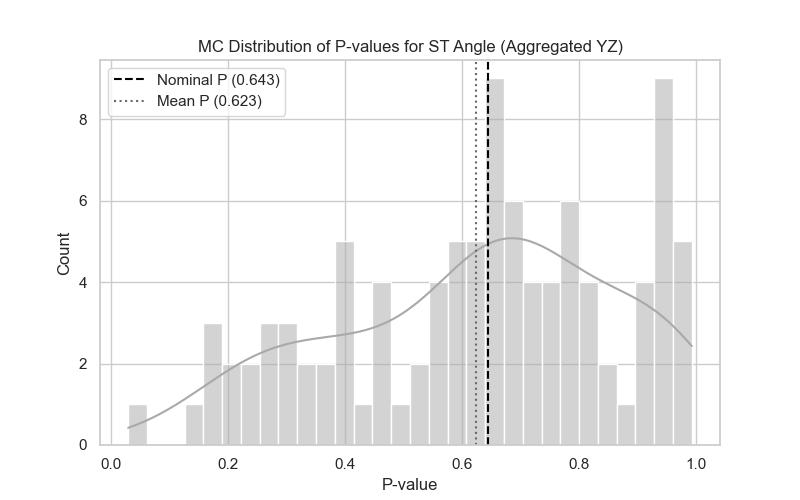 MC Distribution of P-values for ST Angle (Aggregated YZ)
Nominal P (0.643)
Mean P (0.623)
8
6
4
2
0
Count
0.0 0.2 0.4 0.6 0.8 1.0
P-value